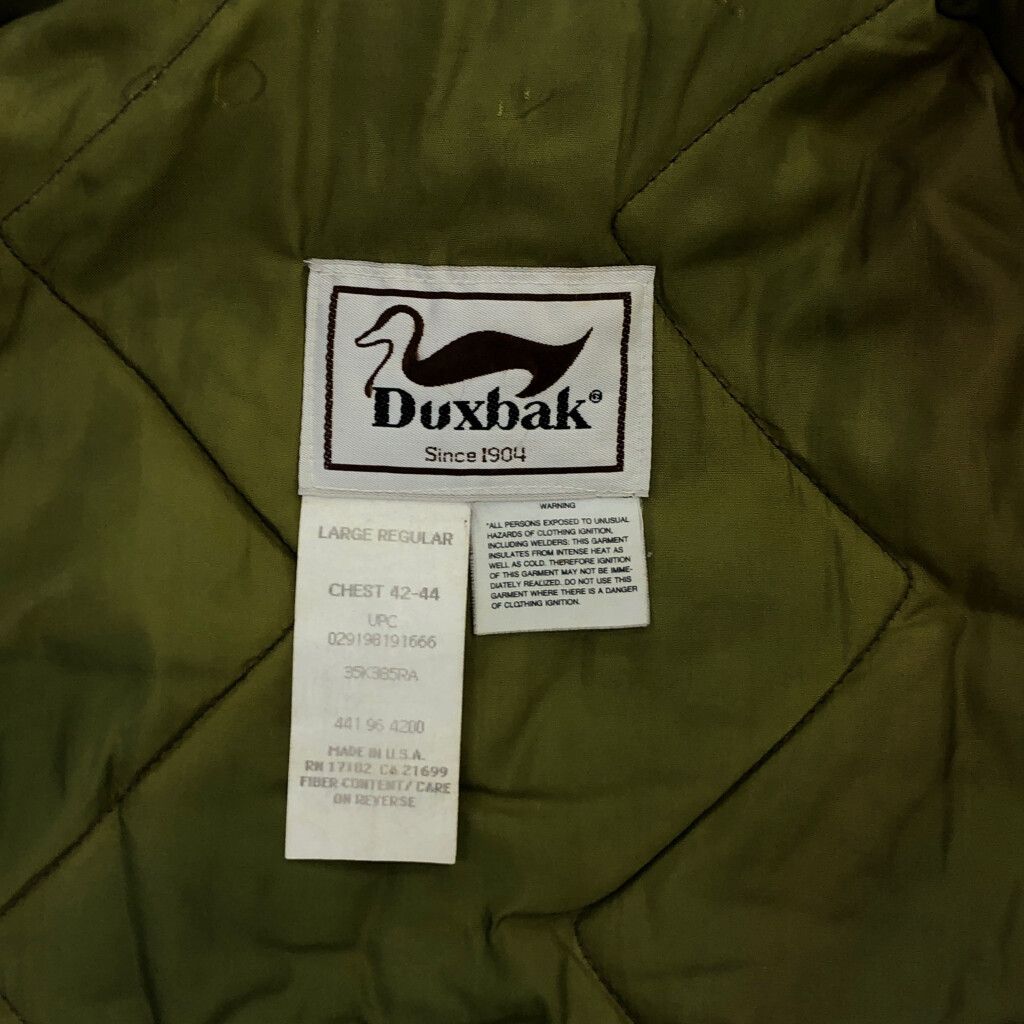 Duxbak®
Since 1904
LARGE REGULAR
CHEST 42-44
UPC
029198191666
35K385RA
441 96 4200
MADE IN U.S.A.
RN 17182 CA 21699
FIBER CONTENT/ CARE
ON REVERSE
WARNING
"ALL PERSONS EXPOSED TO UNUSUAL
HAZARDS OF CLOTHING IGNITION,
INCLUDING WELDERS: THIS GARMENT
INSULATES FROM INTENSE HEAT AS
WELL AS COLD. THEREFORE IGNITION
OF THIS GARMENT MAY NOT BE IMME-
DIATELY REALIZED. DO NOT USE THIS
GARMENT WHERE THERE IS A DANGER
OF CLOTHING IGNITION.